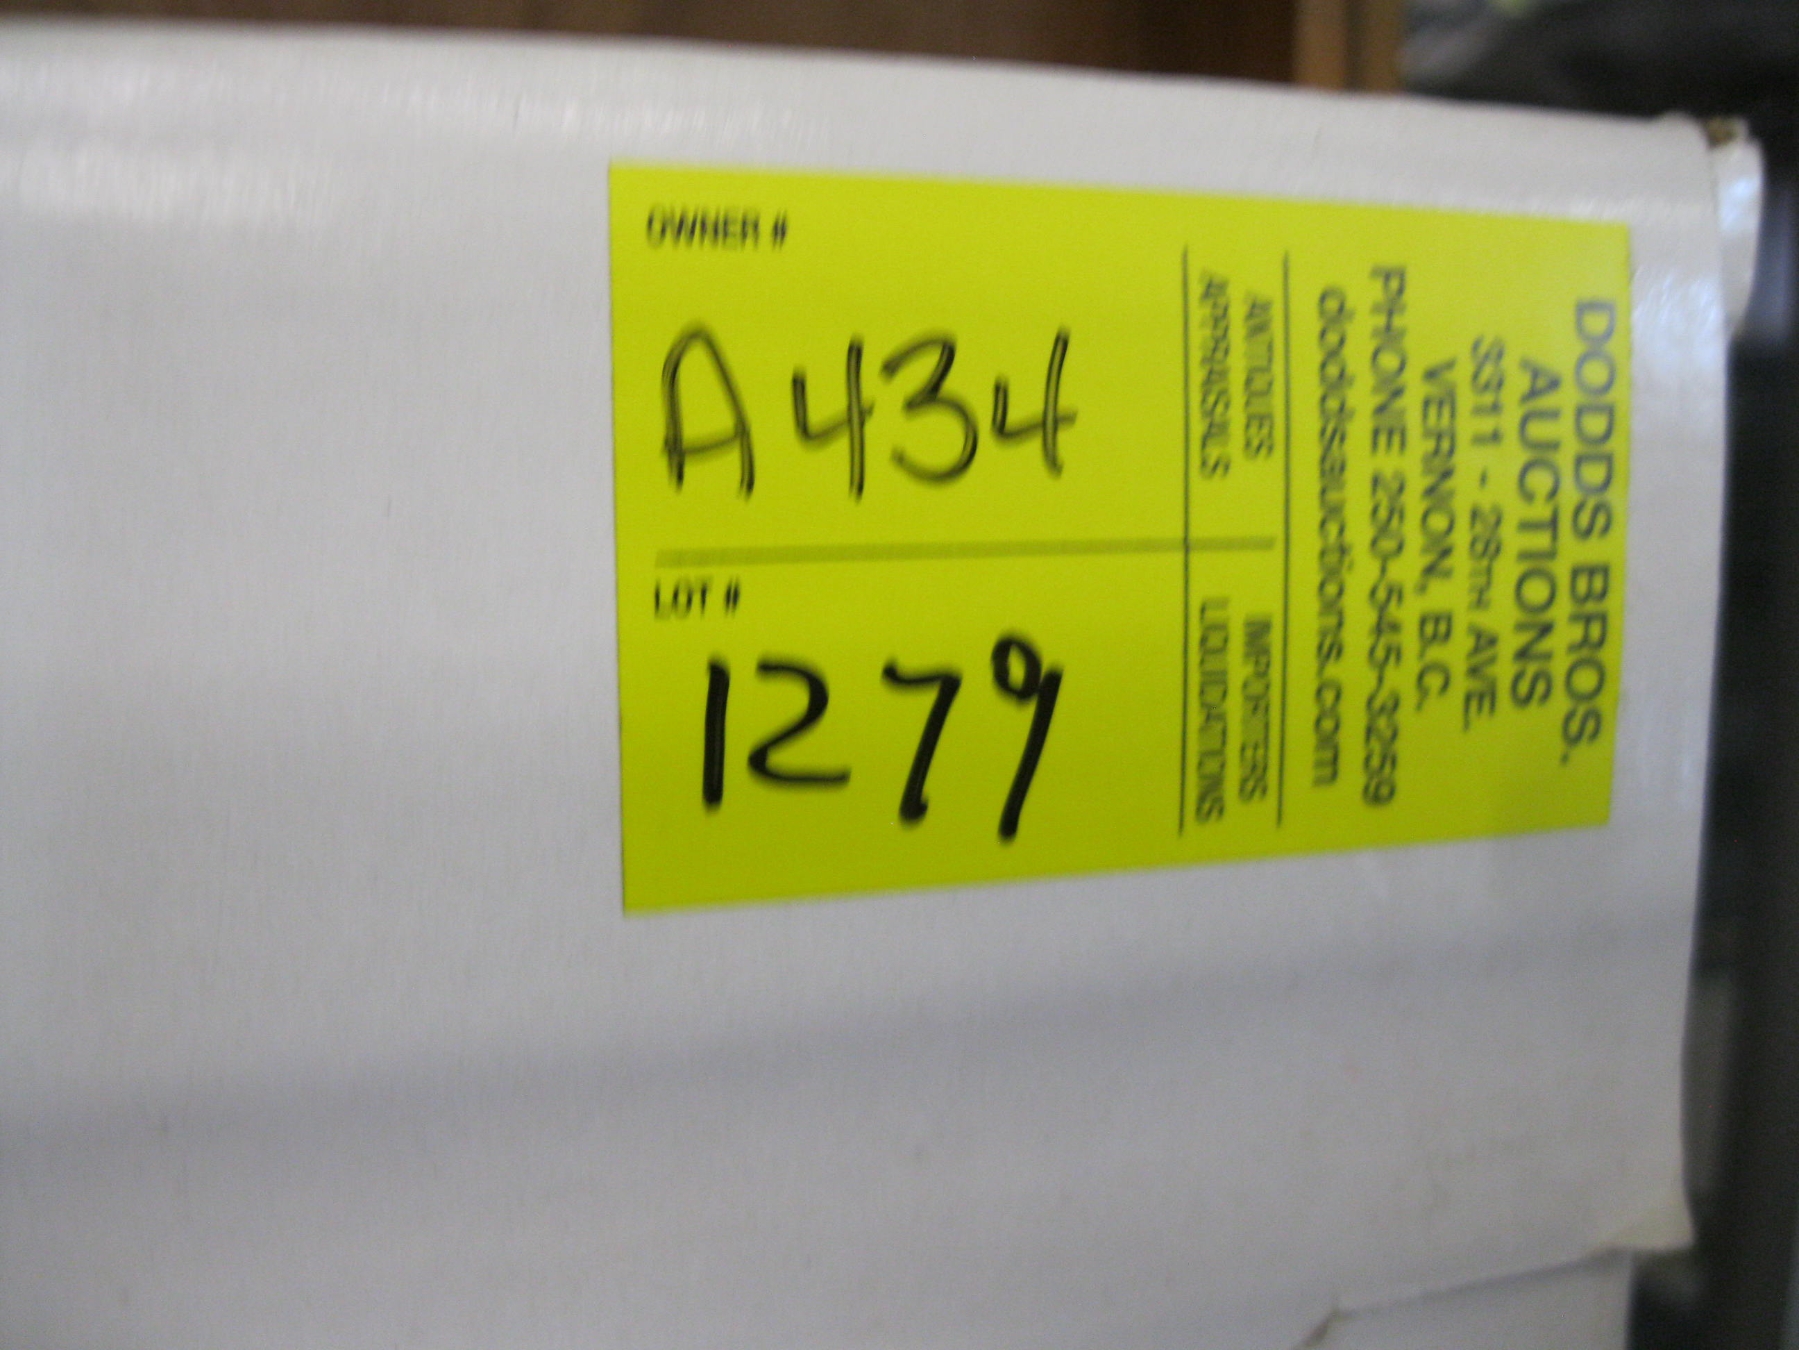 DODDS BROS.
AUCTIONS
3311 - 28TH AVE.
VERNON, B.C.
PHONE 250-545-3259
doddsauctions.com
ANTIQUES IMPORTERS
APPRAISALS LIQUIDATIONS
OWNER #
A434
LOT #
1279